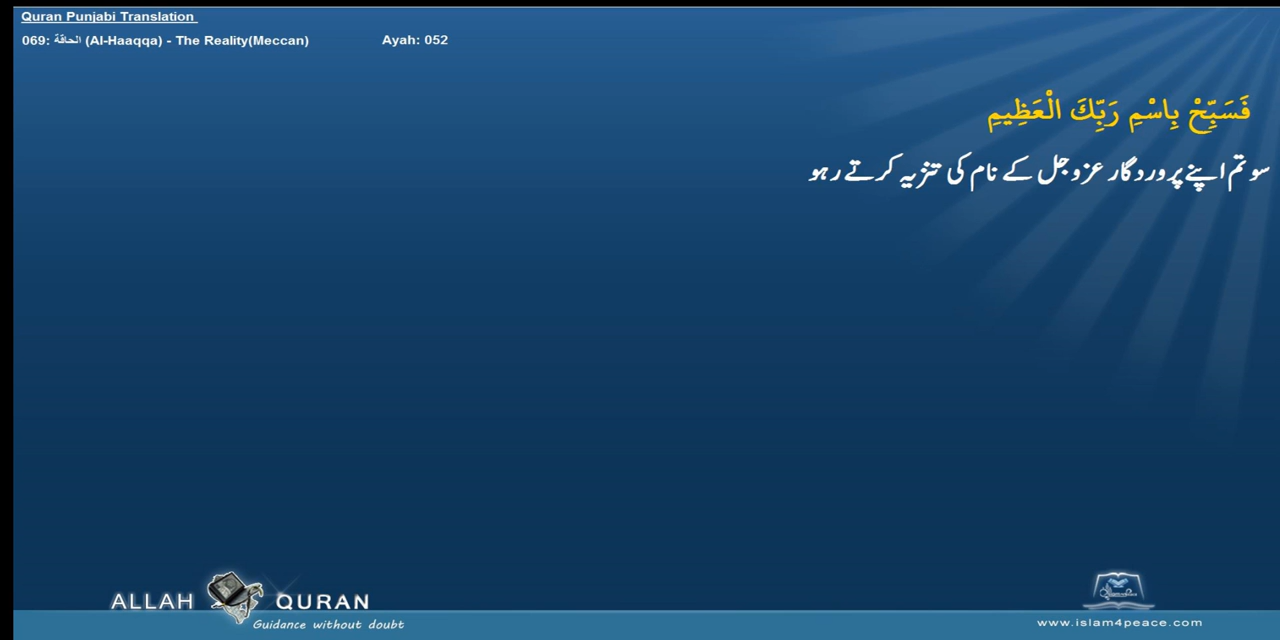 Quran Punjabi Translation
069: الحاقة (Al-Haaqqa) - The Reality(Meccan) Ayah: 052
فَسَبِّحْ بِاسْمِ رَبِّكَ الْعَظِيمِ
سو تم اپنے پروردگار عزوجل کے نام کی تنزیہ کرتے رہو
ALLAH QURAN
Guidance without doubt
www.islam4peace.com